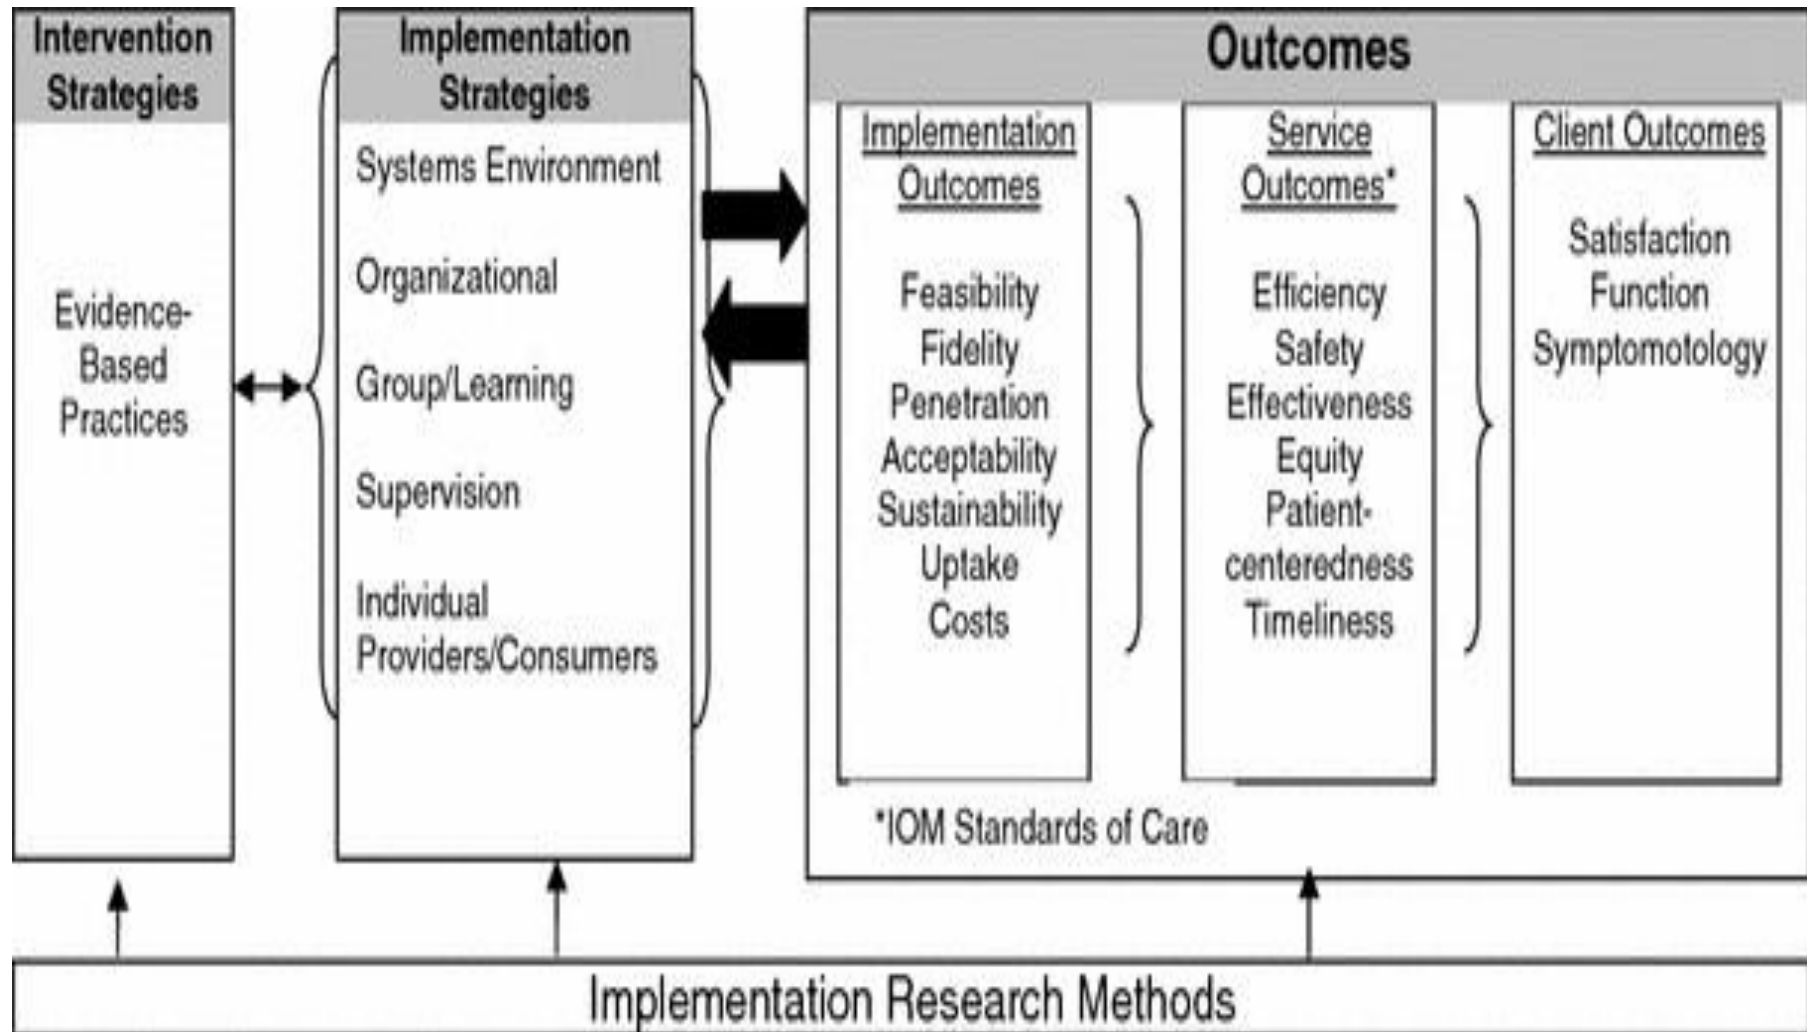 Intervention
Strategies
Evidence-
Based
Practices
Implementation
Strategies
Systems Environment
Organizational
Group/Learning
Supervision
Individual
Providers/Consumers
Outcomes
Implementation
Outcomes
Feasibility
Fidelity
Penetration
Acceptability
Sustainability
Uptake
Costs
Service
Outcomes*
Efficiency
Safety
Effectiveness
Equity
Patient-
centeredness
Timeliness
Client Outcomes
Satisfaction
Function
Symptomotology
*IOM Standards of Care
Implementation Research Methods